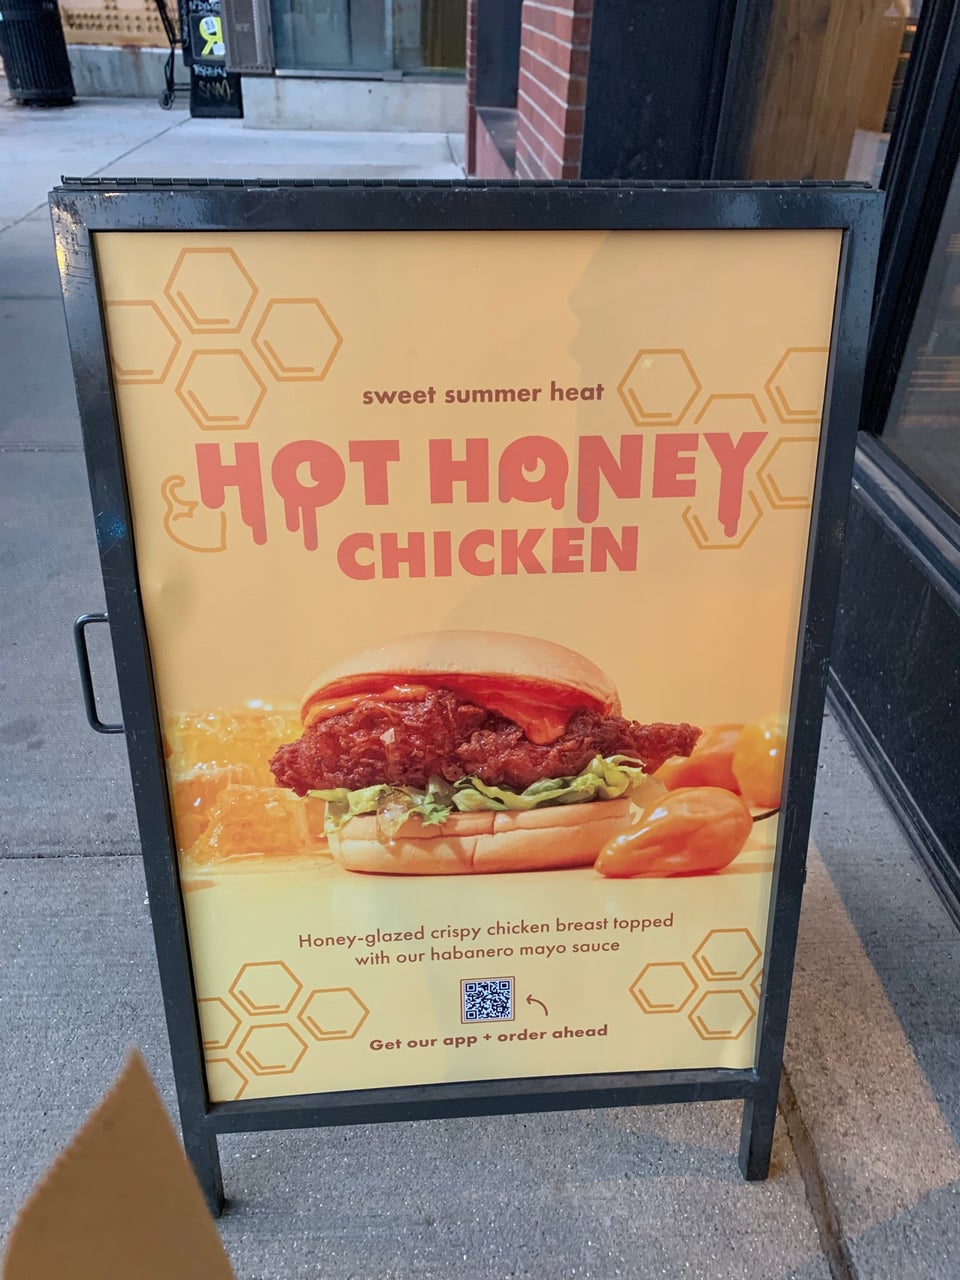 sweet summer heat
HOT HONEY
CHICKEN
Honey-glazed crispy chicken breast topped
with our habanero mayo sauce
Get our app + order ahead